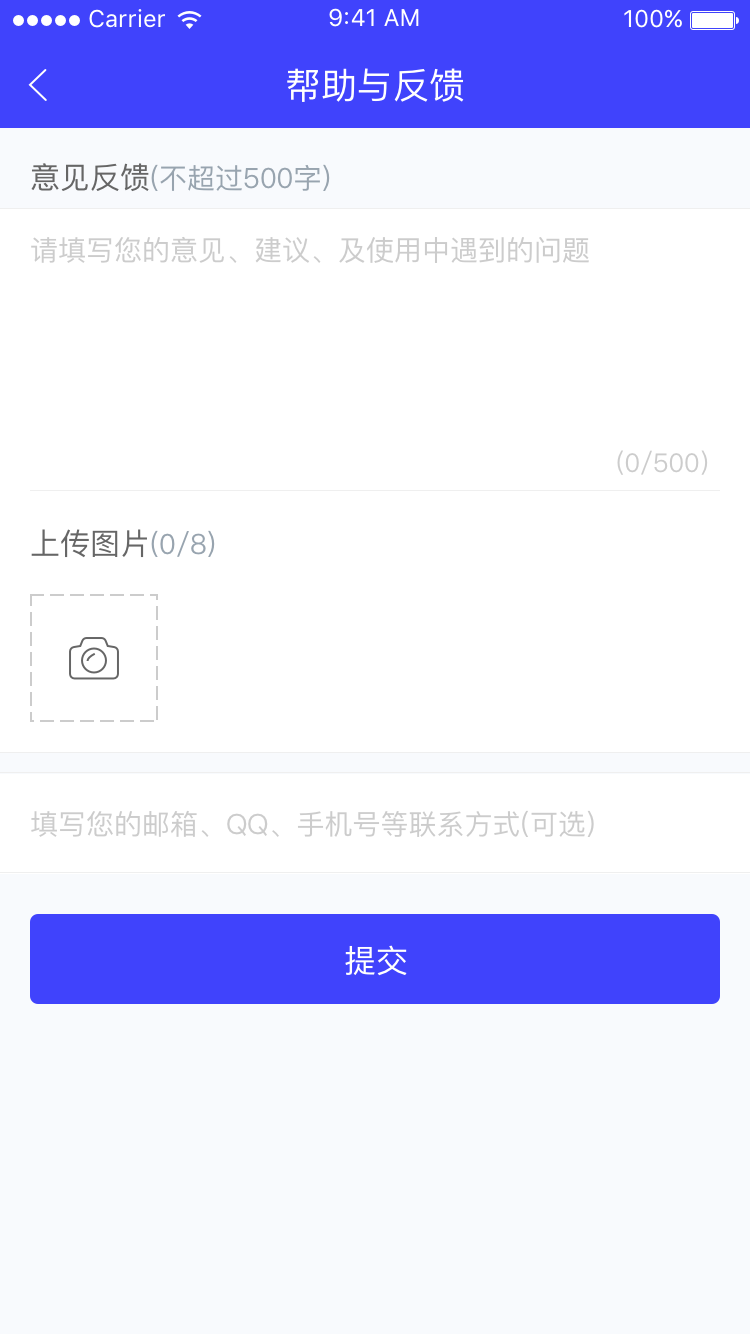 Carrier 9:41 AM 100%
帮助与反馈
意见反馈(不超过500字)
请填写您的意见、建议、及使用中遇到的问题
(0/500)
上传图片(0/8)
填写您的邮箱、QQ、手机号等联系方式(可选)
提交